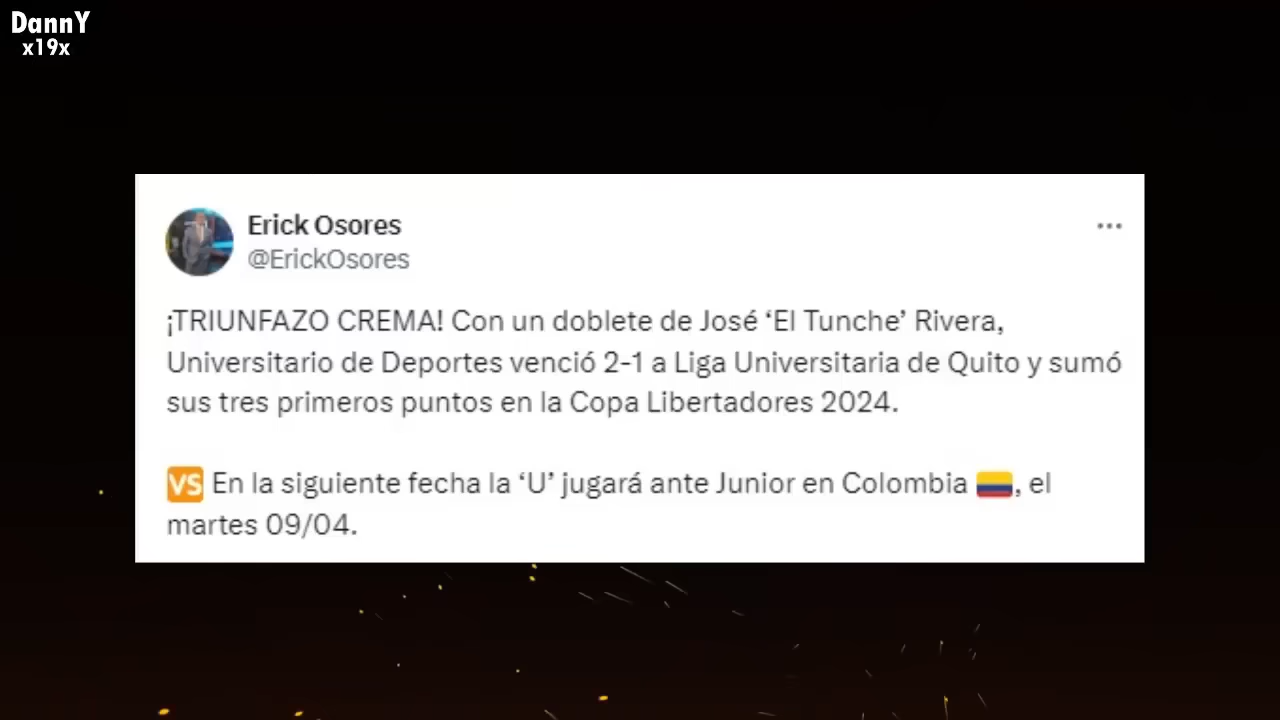 DannY
x19x
Erick Osores
@ErickOsores
¡TRIUNFAZO CREMA! Con un doblete de José ‘El Tunche’ Rivera,
Universitario de Deportes venció 2-1 a Liga Universitaria de Quito y sumó
sus tres primeros puntos en la Copa Libertadores 2024.
🆚 En la siguiente fecha la ‘U’ jugará ante Junior en Colombia 🇨🇴, el
martes 09/04.